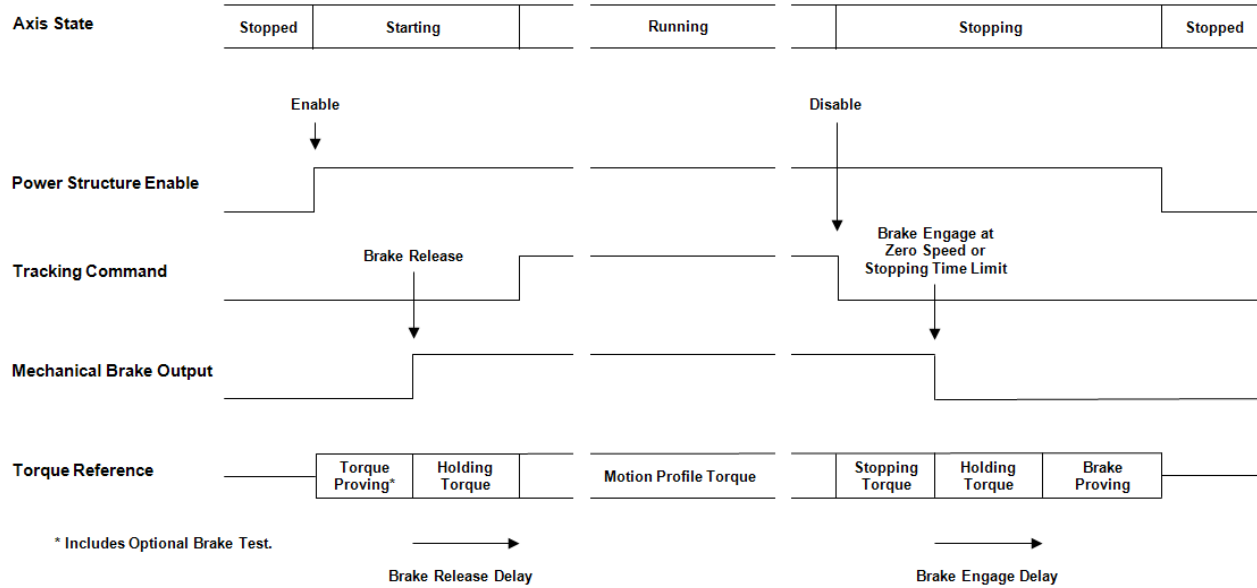 Axis State
Stopped
Starting
Running
Stopping
Stopped
Enable
Disable
Power Structure Enable
Brake Release
Brake Engage at
Zero Speed or
Stopping Time Limit
Tracking Command
Mechanical Brake Output
Torque Reference
Torque
Proving*
Holding
Torque
Motion Profile Torque
Stopping
Torque
Holding
Torque
Brake
Proving
* Includes Optional Brake Test.
Brake Release Delay
Brake Engage Delay